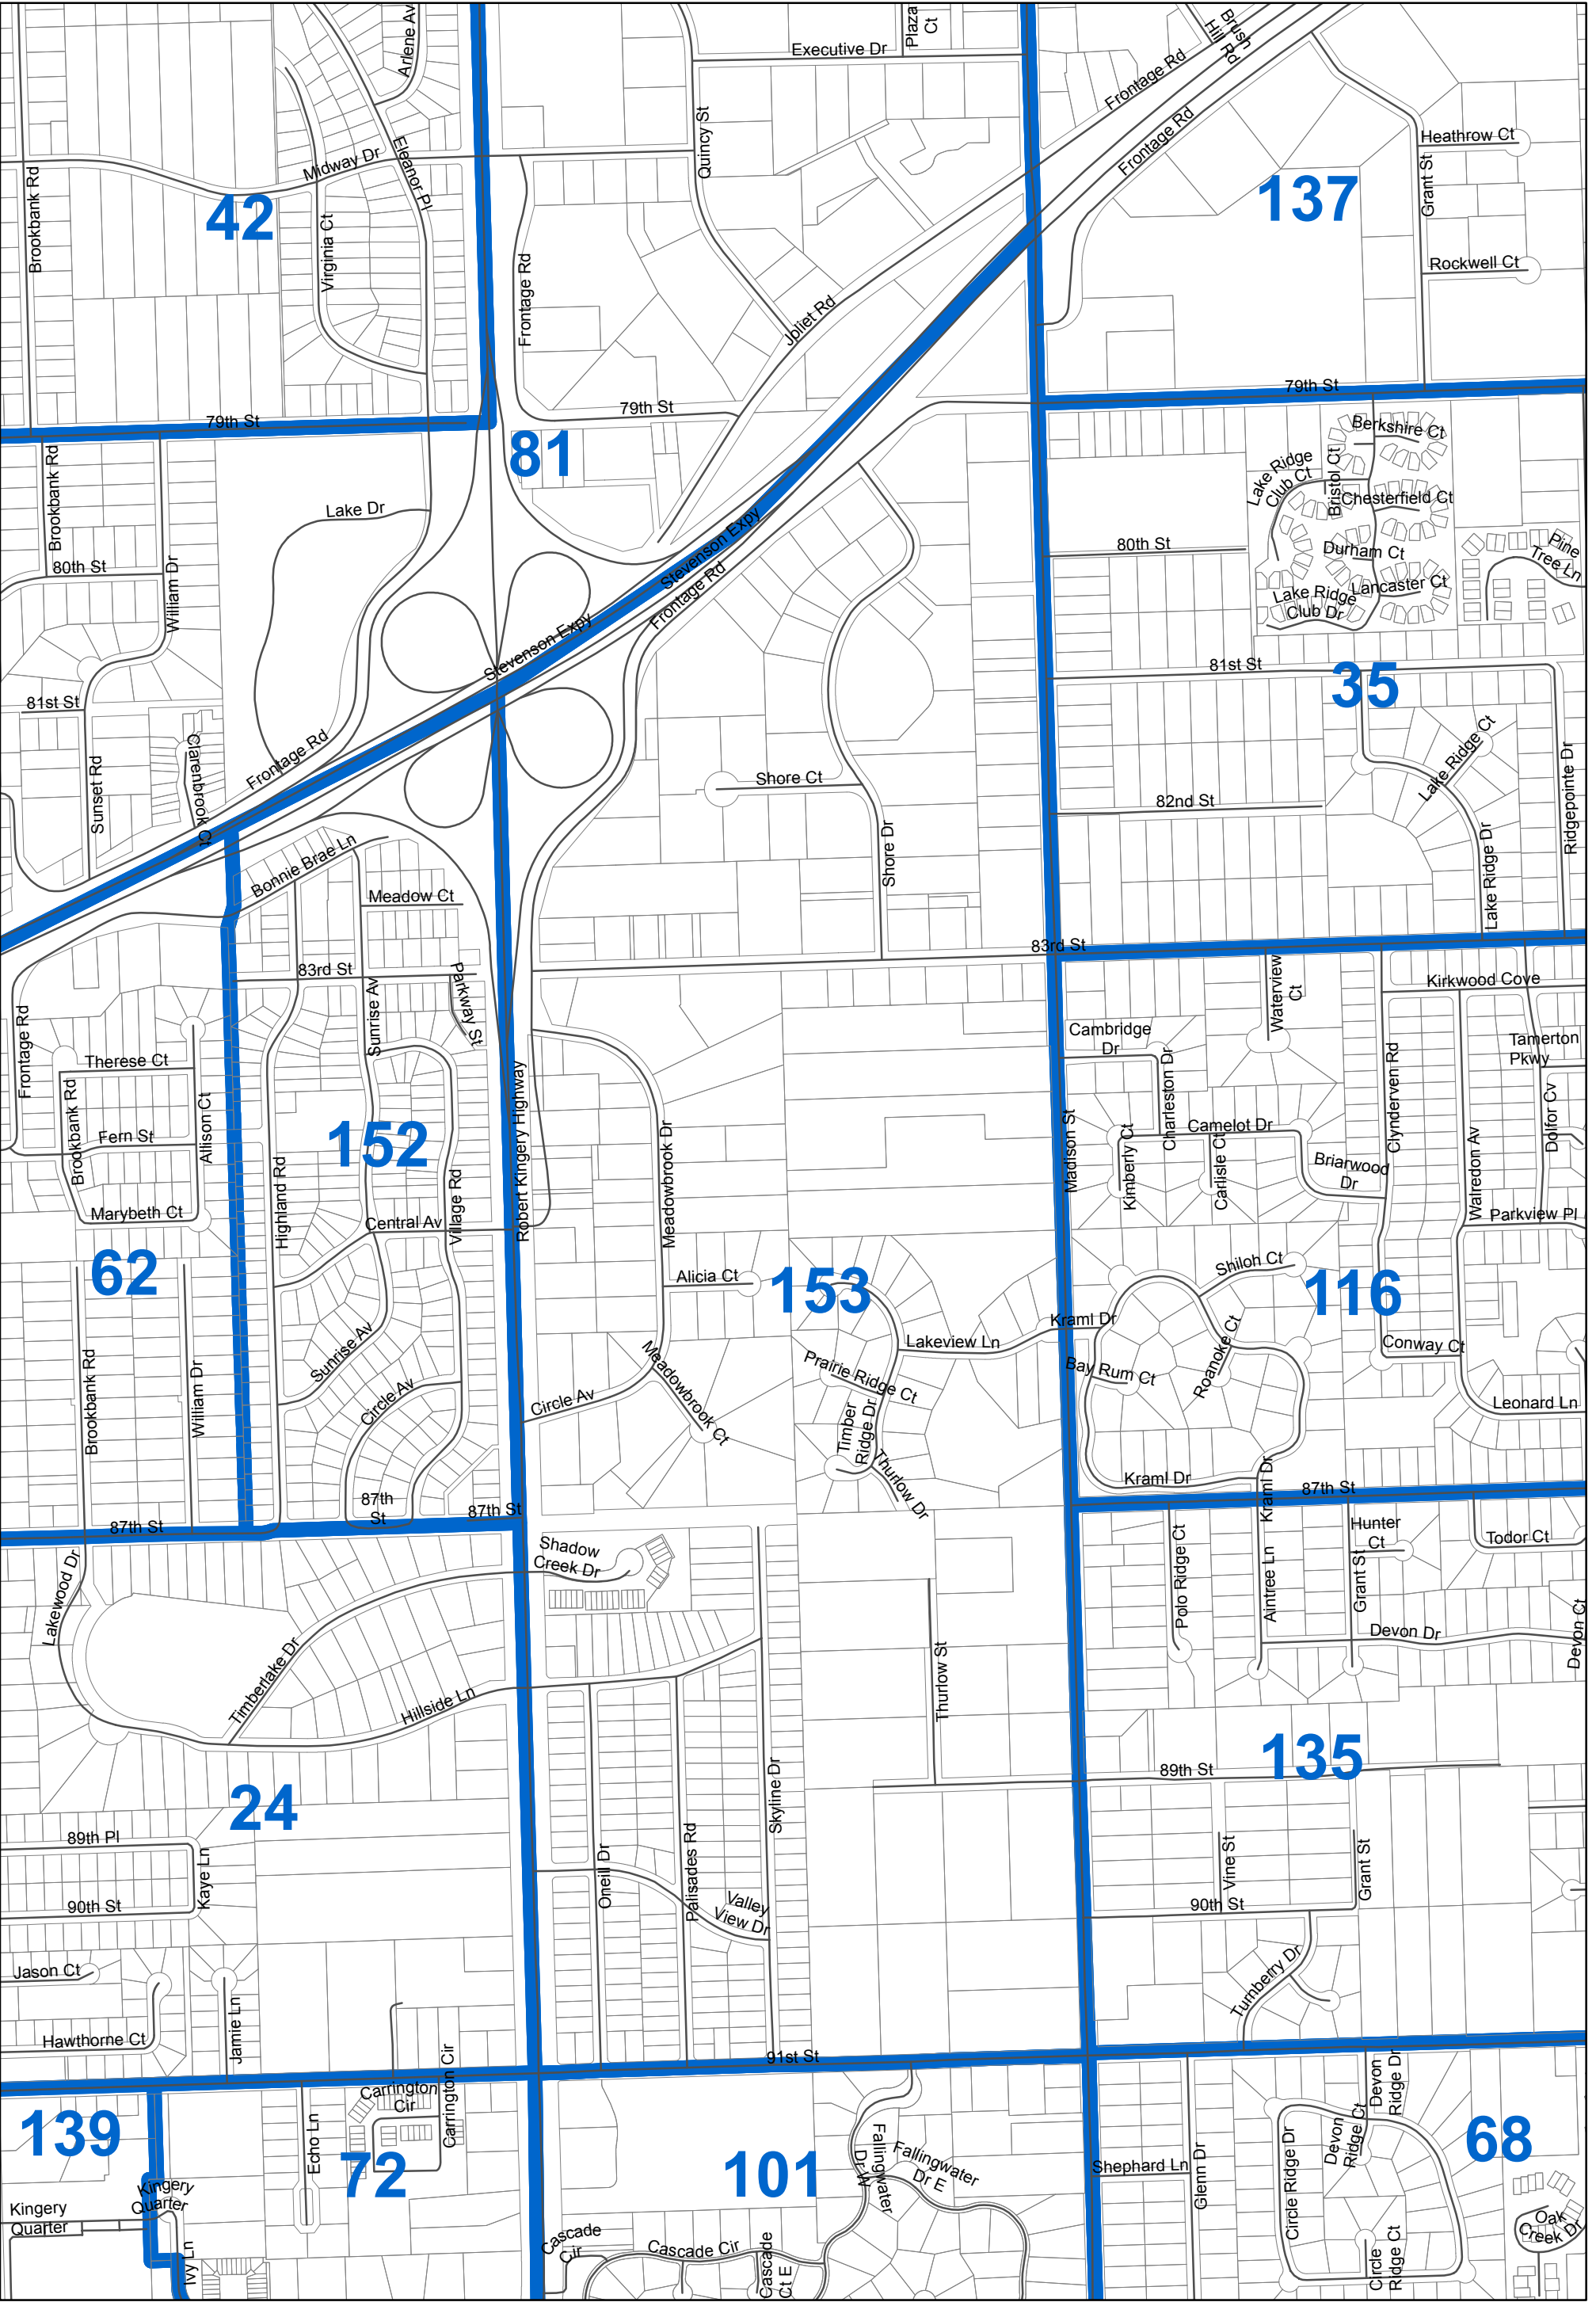 Arlene Av
Plaza
Ct
Brush
Hill Rd
Executive Dr
Frontage Rd
Frontage Rd
Heathrow Ct
Quincy St
Eleanor Pl
Midway Dr
Brookbank Rd
42
137
Grant St
Virginia Ct
Frontage Rd
Rockwell Ct
Joliet Rd
79th St
79th St
79th St
81
Berkshire Ct
Lake Ridge
Club Ct
Bristol Ct
Chesterfield Ct
Brookbank Rd
Lake Dr
Stevenson Expy
80th St
Durham Ct
Pine
Tree Ln
80th St
William Dr
Frontage Rd
Lancaster Ct
Lake Ridge
Club Dr
Stevenson Expy
81st St
35
81st St
Clarenbrook Ct
Frontage Rd
Sunset Rd
Shore Ct
Lake Ridge Ct
82nd St
Ridgepointe Dr
Shore Dr
Lake Ridge Dr
Bonnie Brae Ln
Meadow Ct
83rd St
83rd St
Parkway St
Sunrise Av
Waterview
Ct
Kirkwood Cove
Frontage Rd
Cambridge
Dr
Tamerton
Pkwy
Therese Ct
Brookbank Rd
Allison Ct
Robert Kingery Highway
Charleston Dr
Clynderven Rd
Dolfor Cv
Fern St
152
Meadowbrook Dr
Madison St
Camelot Dr
Kimberly Ct
Carlisle Ct
Briarwood
Dr
Walredon Av
Marybeth Ct
Highland Rd
Central Av
Village Rd
Parkview Pl
62
Alicia Ct
153
Shiloh Ct
116
Kraml Dr
Lakeview Ln
Roanoke Ct
Conway Ct
Sunrise Av
Meadowbrook Ct
Prairie Ridge Ct
Bay Rum Ct
Brookbank Rd
William Dr
Circle Av
Circle Av
Timber
Ridge Dr
Leonard Ln
Thurlow Dr
Kraml Dr
Kraml Dr
87th St
87th
St
87th St
87th St
Shadow
Creek Dr
Hunter
Ct
Todor Ct
Lakewood Dr
Polo Ridge Ct
Aintree Ln
Grant St
Devon Dr
Devon Ct
Timberlake Dr
Hillside Ln
Thurlow St
24
Skyline Dr
89th St
135
89th Pl
Kaye Ln
Oneill Dr
Palisades Rd
Vine St
Grant St
90th St
Valley
View Dr
90th St
Jason Ct
Turnberry Dr
Hawthorne Ct
Jamie Ln
91st St
Carrington
Cir
Carrington Cir
Devon
Ridge Dr
139
Echo Ln
72
101
Fallingwater
Dr W
Fallingwater
Dr E
Shephard Ln
Glenn Dr
Circle Ridge Dr
Devon
Ridge Ct
68
Kingery
Quarter
Kingery
Quarter
Ivy Ln
Cascade
Cir
Cascade Cir
Cascade
Ct E
Circle
Ridge Ct
Oak
Creek Dr